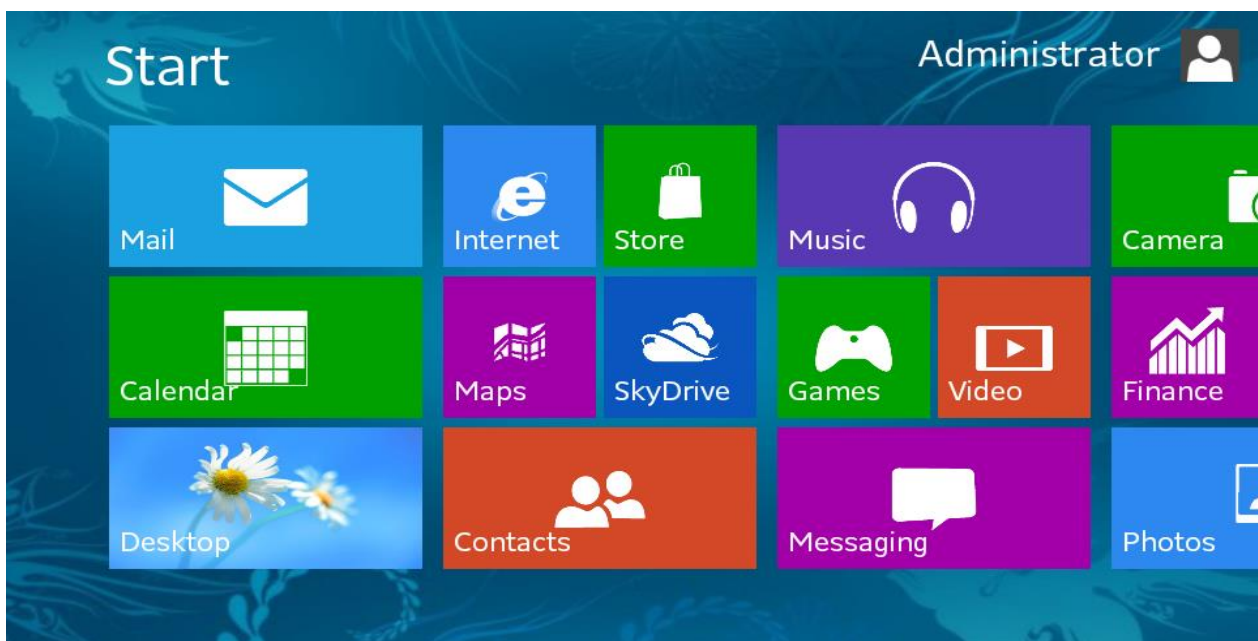 Start
Administrator
Mail
Internet
Store
Music
Camera
Calendar
Maps
SkyDrive
Games
Video
Finance
Desktop
Contacts
Messaging
Photos